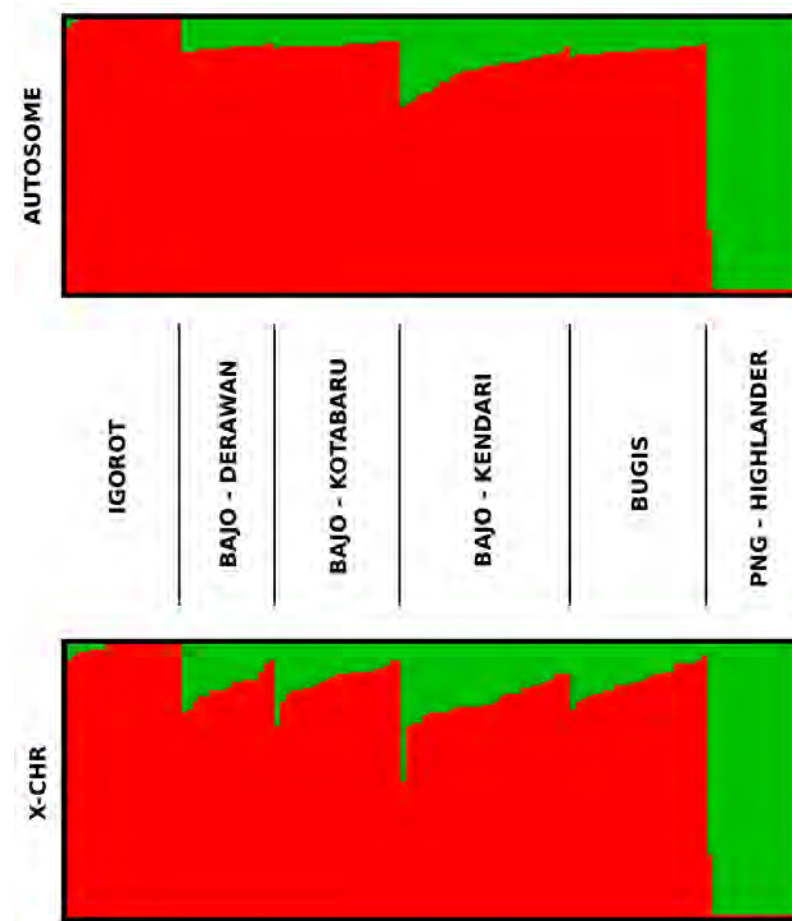 AUTOSOME
IGOROT
BAJO - DERAWAN
BAJO - KOTABARU
BAJO - KENDARI
BUGIS
PNG - HIGHLANDER
X-CHR